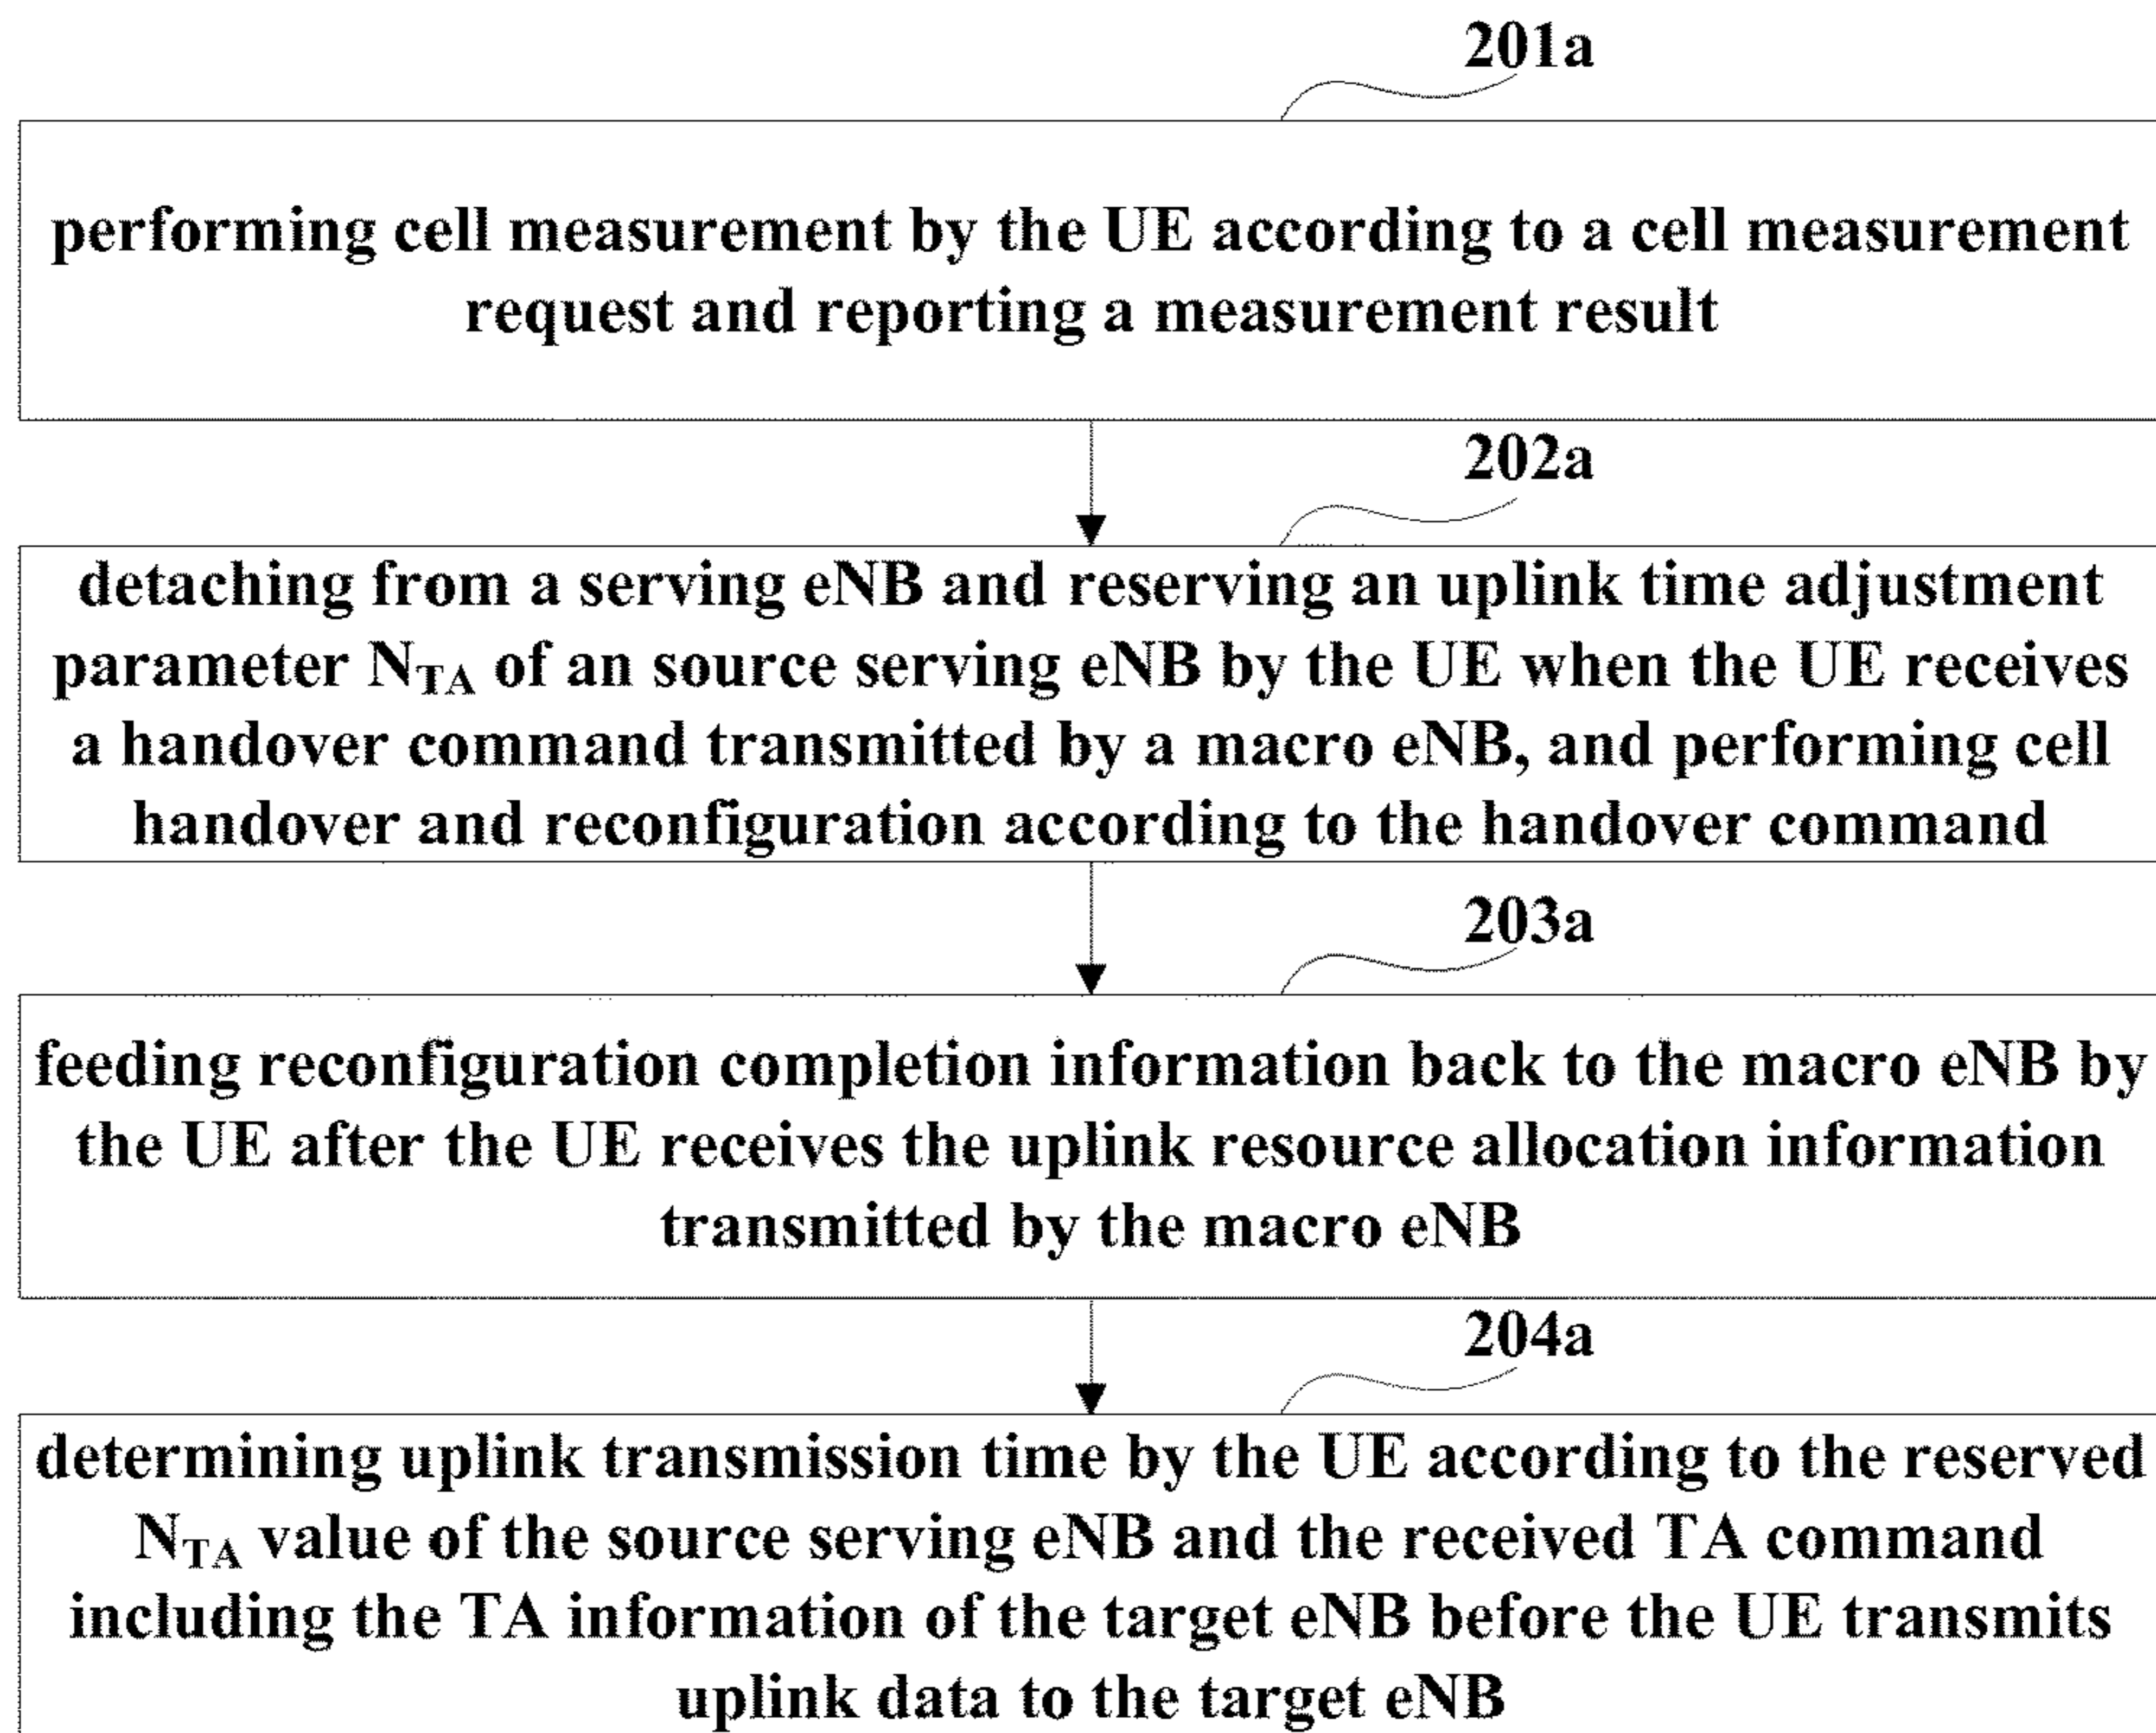 201a
performing cell measurement by the UE according to a cell measurement
request and reporting a measurement result
202a
detaching from a serving eNB and reserving an uplink time adjustment
parameter N_TA of an source serving eNB by the UE when the UE receives
a handover command transmitted by a macro eNB, and performing cell
handover and reconfiguration according to the handover command
203a
feeding reconfiguration completion information back to the macro eNB by
the UE after the UE receives the uplink resource allocation information
transmitted by the macro eNB
204a
determining uplink transmission time by the UE according to the reserved
N_TA value of the source serving eNB and the received TA command
including the TA information of the target eNB before the UE transmits
uplink data to the target eNB